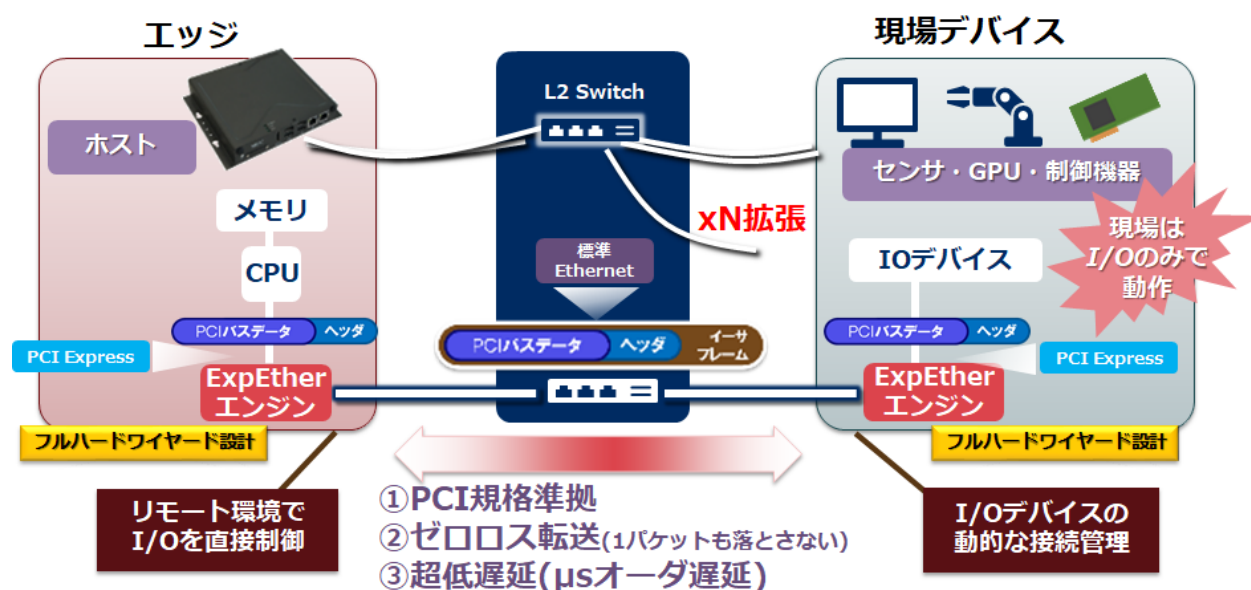 エッジ
現場デバイス
L2 Switch
ホスト
センサ・GPU・制御機器
xN拡張
メモリ
CPU
標準
Ethernet
IOデバイス
現場は
I/Oのみで
動作
PCIバスデータ ヘッダ
PCI Express
ExpEther
エンジン
フルハードワイヤード設計
PCIバスデータ ヘッダ イーサ
フレーム
PCIバスデータ ヘッダ
PCI Express
ExpEther
エンジン
フルハードワイヤード設計
リモート環境で
I/Oを直接制御
①PCI規格準拠
②ゼロロス転送(1パケットも落とさない)
③超低遅延(μsオーダ遅延)
I/Oデバイスの
動的な接続管理